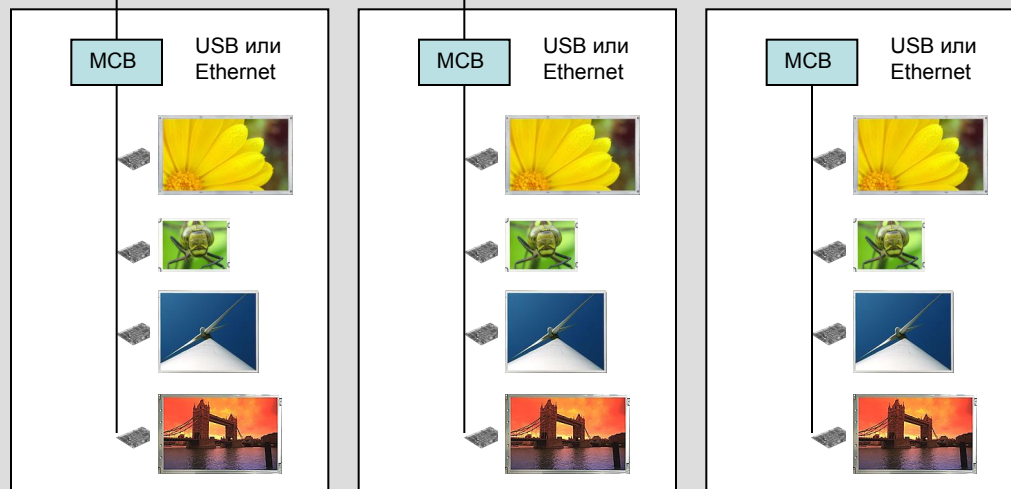 MCB
USB или
Ethernet
MCB
USB или
Ethernet
MCB
USB или
Ethernet